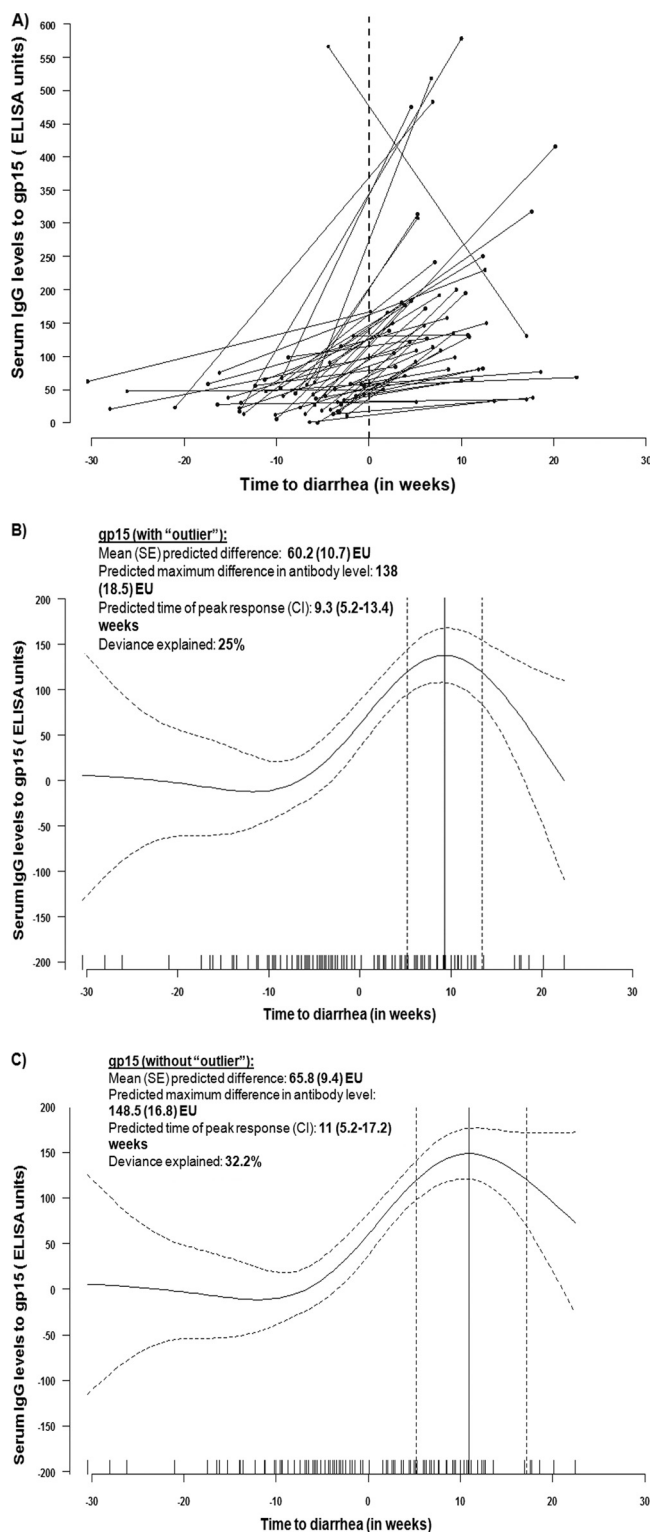 A)
Serum IgG levels to gp15 ( ELISA units)
600
550
500
450
400
350
300
250
200
150
100
50
0
-30 -20 -10 0 10 20 30
Time to diarrhea (in weeks)
B)
gp15 (with “outlier”):
Mean (SE) predicted difference: 60.2 (10.7) EU
Predicted maximum difference in antibody level: 138
(18.5) EU
Predicted time of peak response (CI): 9.3 (5.2-13.4)
weeks
Deviance explained: 25%
Serum IgG levels to gp15 ( ELISA units)
200
150
100
50
0
-50
-100
-150
-200
-30 -20 -10 0 10 20 30
Time to diarrhea (in weeks)
C)
gp15 (without “outlier”):
Mean (SE) predicted difference: 65.8 (9.4) EU
Predicted maximum difference in antibody level:
148.5 (16.8) EU
Predicted time of peak response (CI): 11 (5.2-17.2)
weeks
Deviance explained: 32.2%
Serum IgG levels to gp15 ( ELISA units)
200
150
100
50
0
-50
-100
-150
-200
-30 -20 -10 0 10 20 30
Time to diarrhea (in weeks)